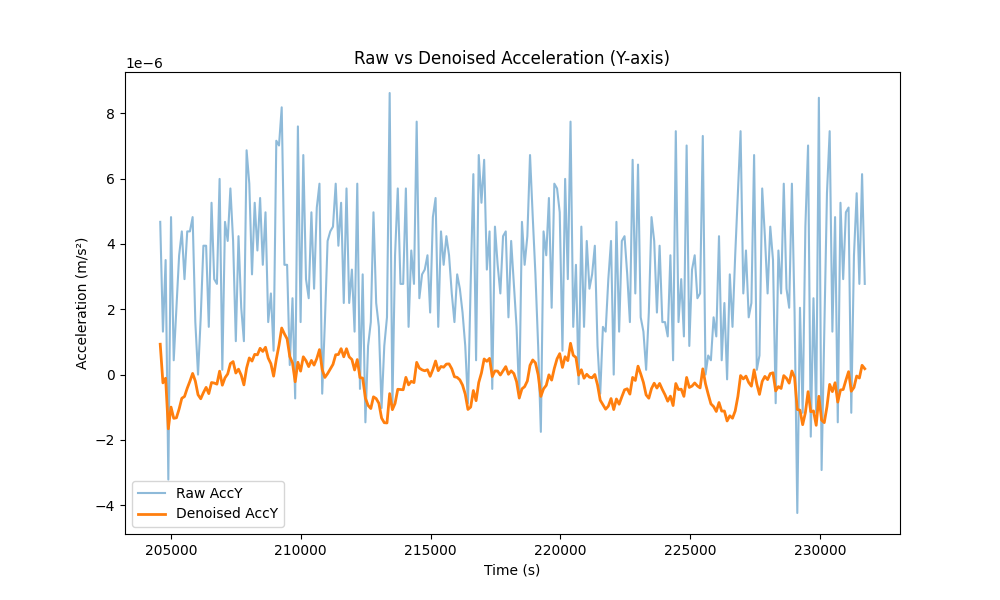 Raw vs Denoised Acceleration (Y-axis)
1e−6
8
6
4
2
0
−2
−4
Acceleration (m/s²)
Raw AccY
Denoised AccY
205000 210000 215000 220000 225000 230000
Time (s)